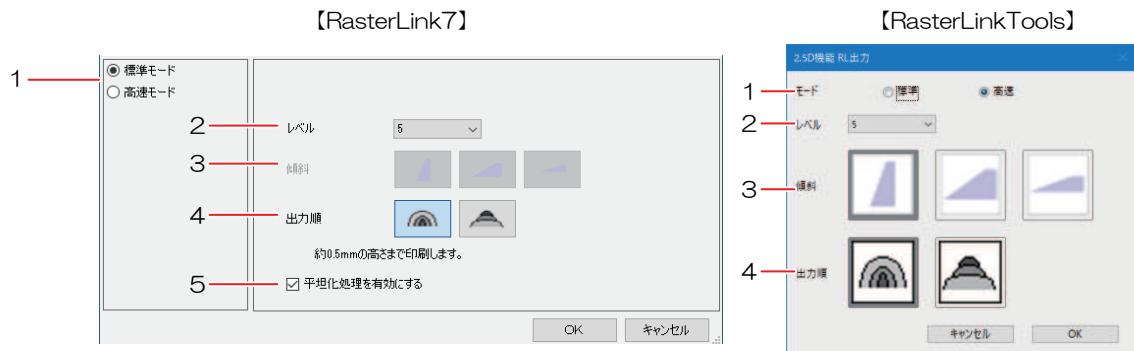 【RasterLink7】
1
標準モード
高速モード
2
レベル
5
3
傾斜
4
出力順
約0.5mmの高さまで印刷します。
5
平坦化処理を有効にする
OK
キャンセル
【RasterLinkTools】
2.5D機能 RL出力
1
モード
標準
高速
2
レベル
5
3
傾斜
4
出力順
キャンセル
OK